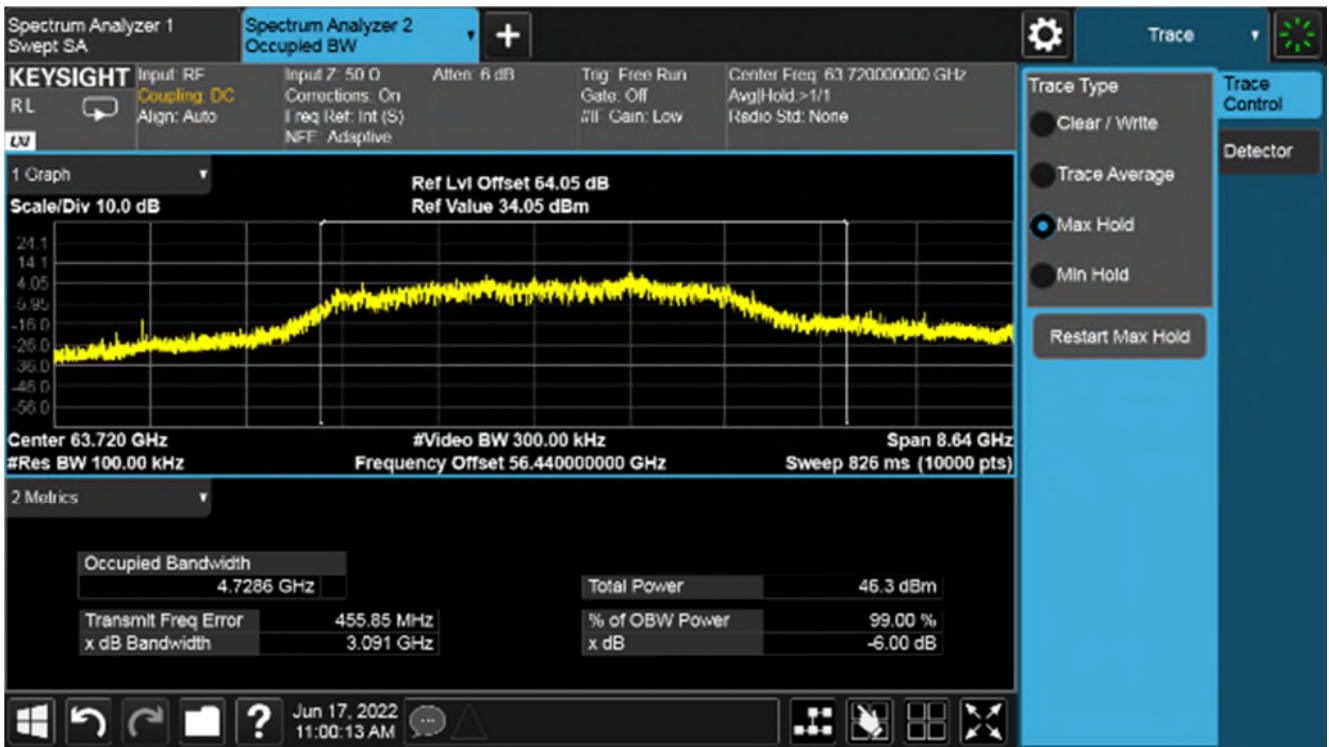 Spectrum Analyzer 1
Swept SA
Spectrum Analyzer 2
Occupied BW
Trace
KEYSIGHT
RL
LXI
Input: RF
Coupling: DC
Align: Auto
Input Z: 50 Ω
Corrections: On
Freq Ref: Int (S)
NFE: Adaptive
Atten: 6 dB
Trig: Free Run
Gate: Off
#IF Gain: Low
Center Freq: 63.720000000 GHz
Avg|Hold:>1/1
Radio Std: None
Trace Type
Clear / Write
Trace Average
Max Hold
Min Hold
Restart Max Hold
Trace
Control
Detector
1 Graph
Scale/Div 10.0 dB
Ref Lvl Offset 64.05 dB
Ref Value 34.05 dBm
24.1
14.1
4.05
-5.95
-16.0
-26.0
-36.0
-46.0
-56.0
Center 63.720 GHz
#Video BW 300.00 kHz
Span 8.64 GHz
#Res BW 100.00 kHz
Frequency Offset 56.440000000 GHz
Sweep 826 ms (10000 pts)
2 Metrics
Occupied Bandwidth
4.7286 GHz
Total Power 46.3 dBm
Transmit Freq Error 455.85 MHz
% of OBW Power 99.00 %
x dB Bandwidth 3.091 GHz
x dB -6.00 dB
?
Jun 17, 2022
11:00:13 AM